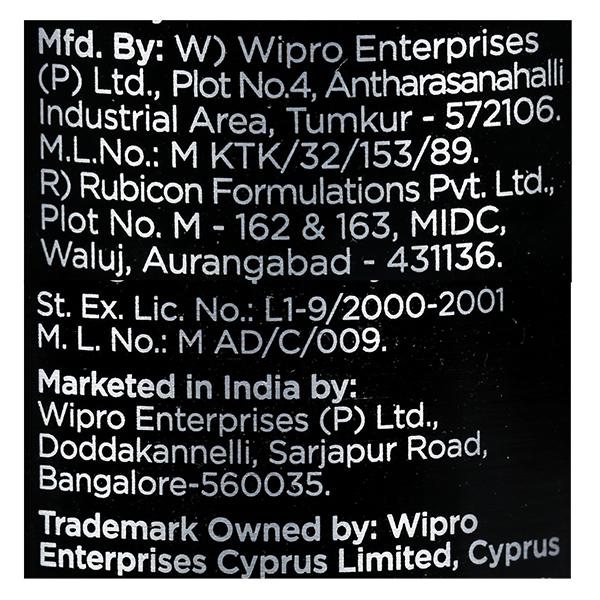 Mfd. By: W) Wipro Enterprises
(P) Ltd., Plot No.4, Antharasanahalli
Industrial Area, Tumkur - 572106.
M.L.No.: M KTK/32/153/89.
R) Rubicon Formulations Pvt. Ltd.,
Plot No. M - 162 & 163, MIDC,
Waluj, Aurangabad - 431136.
St. Ex. Lic. No.: L1-9/2000-2001
M. L. No.: M AD/C/009.
Marketed in India by:
Wipro Enterprises (P) Ltd.,
Doddakannelli, Sarjapur Road,
Bangalore-560035.
Trademark Owned by: Wipro
Enterprises Cyprus Limited, Cyprus